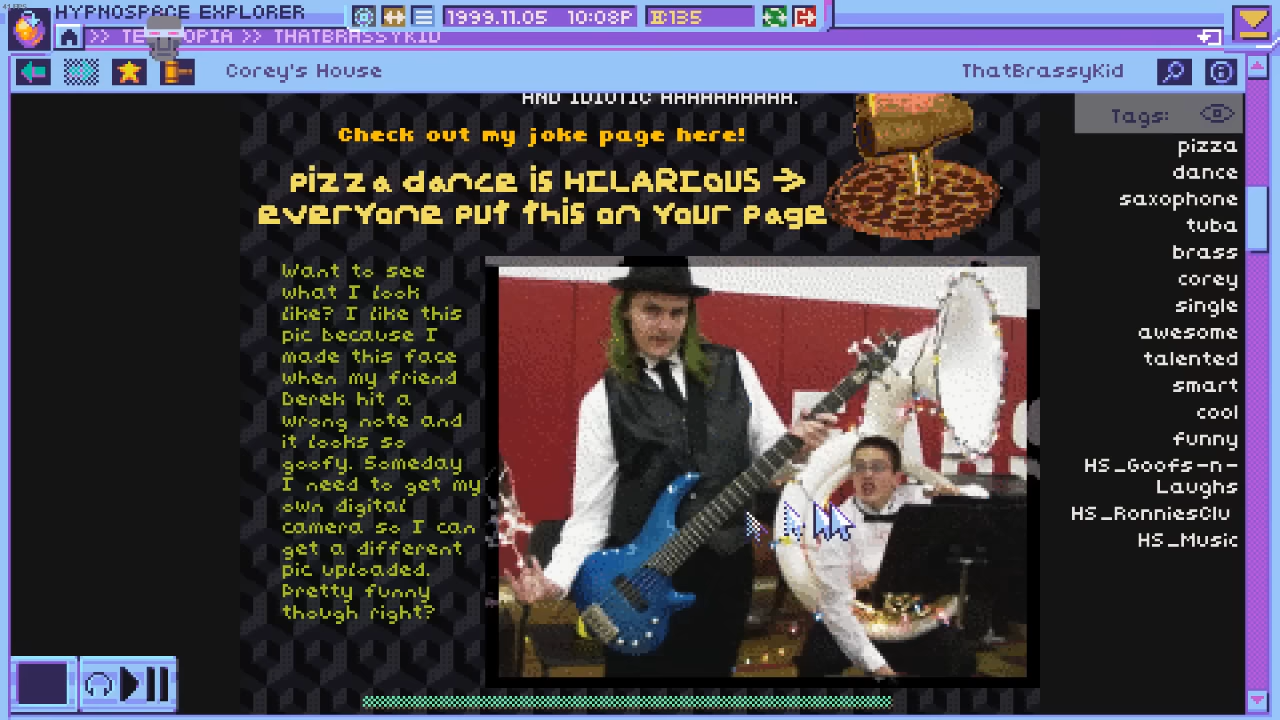 HYPNOSPACE EXPLORER
1999.11.05 10:08P
135
>> TE OPIA >> THATBRASSYKID
Corey's House
ThatBrassyKid
AND IDIOTIC HAHAHAHAHA.
Check out my joke page here!
pizza dance is HILARIOUS ->
everyone put this on your page
Want to see
what I look
like? I like this
pic because I
made this face
when my friend
Derek hit a
wrong note and
it looks so
goofy. Someday
I need to get my
own digital
camera so I can
get a different
pic uploaded.
Pretty funny
though right?
Tags:
pizza
dance
saxophone
tuba
brass
corey
single
awesome
talented
smart
cool
funny
HS_Goofs-n-
Laughs
HS_RonniesClu
HS_Music